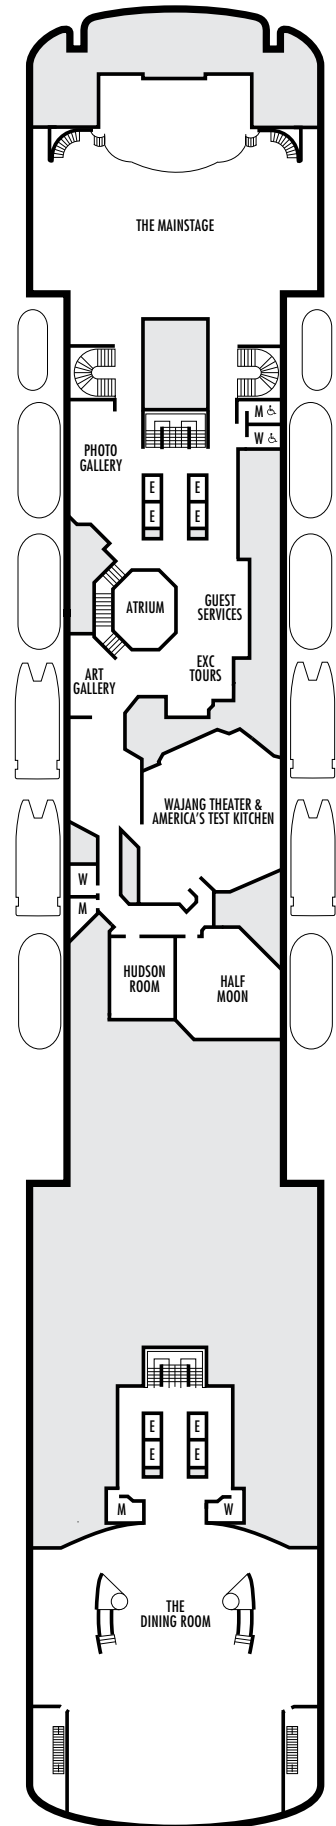 THE MAINSTAGE
M
W
PHOTO
GALLERY
E E
E E
ATRIUM
GUEST
SERVICES
EXC
TOURS
ART
GALLERY
WAJANG THEATER &
AMERICA'S TEST KITCHEN
W
M
HUDSON
ROOM
HALF
MOON
E E
E E
M W
THE
DINING ROOM